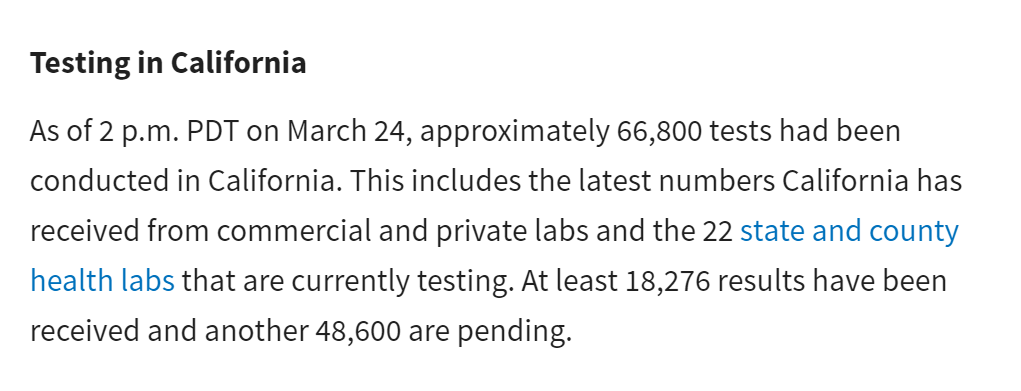 Testing in California
As of 2 p.m. PDT on March 24, approximately 66,800 tests had been
conducted in California. This includes the latest numbers California has
received from commercial and private labs and the 22 state and county
health labs that are currently testing. At least 18,276 results have been
received and another 48,600 are pending.